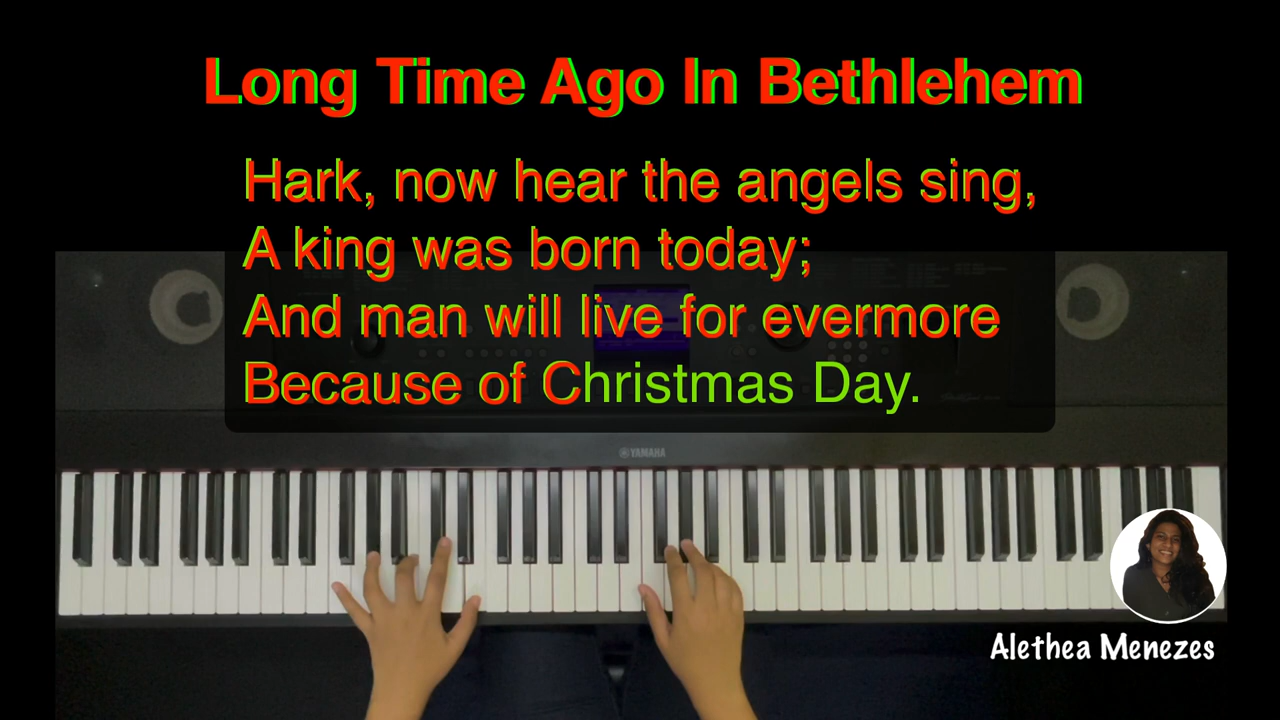 Long Time Ago In Bethlehem
Hark, now hear the angels sing,
A king was born today;
And man will live for evermore
Because of Christmas Day.
YAMAHA
Alethea Menezes